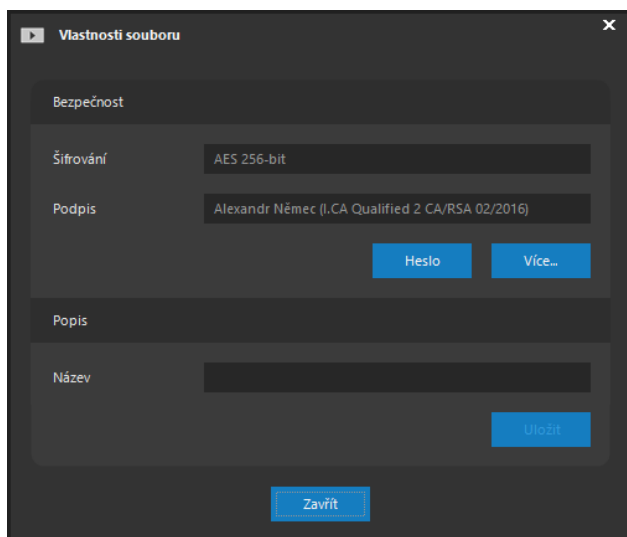 Vlastnosti souboru
Bezpečnost
Šifrování AES 256-bit
Podpis Alexandr Němec (I.CA Qualified 2 CA/RSA 02/2016)
Heslo Více...
Popis
Název
Uložit
Zavřít